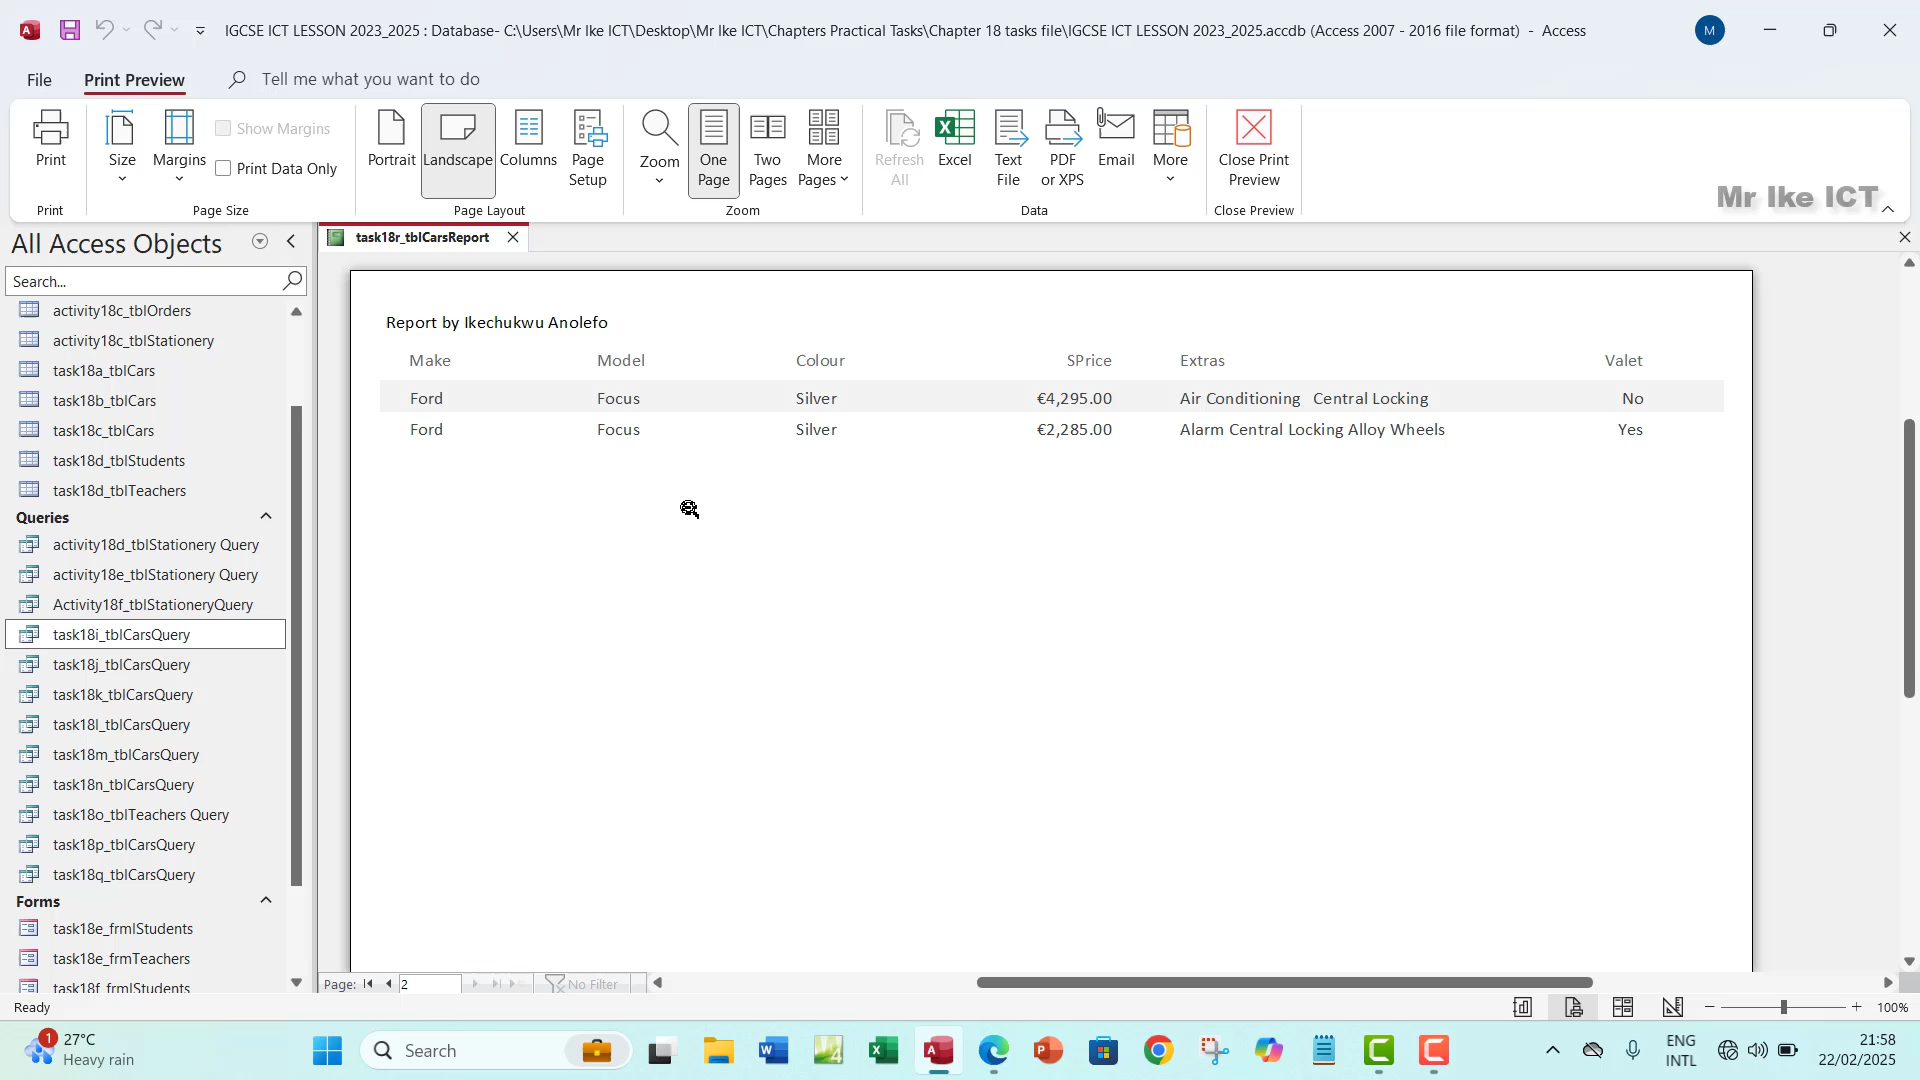 IGCSE ICT LESSON 2023_2025 : Database- C:\Users\Mr Ike ICT\Desktop\Mr Ike ICT\Chapters Practical Tasks\Chapter 18 tasks file\IGCSE ICT LESSON 2023_2025.accdb (Access 2007 - 2016 file format) - Access
M
File
Print Preview
Tell me what you want to do
Print
Size
Margins
Show Margins
Print Data Only
Portrait
Landscape
Columns
Page Setup
Zoom
One Page
Two Pages
More Pages
Refresh All
Excel
Text File
PDF or XPS
Email
More
Close Print Preview
Print
Page Size
Page Layout
Zoom
Data
Close Preview
Mr Ike ICT
All Access Objects
Search...
activity18c_tblOrders
activity18c_tblStationery
task18a_tblCars
task18b_tblCars
task18c_tblCars
task18d_tblStudents
task18d_tblTeachers
Queries
activity18d_tblStationery Query
activity18e_tblStationery Query
Activity18f_tblStationeryQuery
task18i_tblCarsQuery
task18j_tblCarsQuery
task18k_tblCarsQuery
task18l_tblCarsQuery
task18m_tblCarsQuery
task18n_tblCarsQuery
task18o_tblTeachers Query
task18p_tblCarsQuery
task18q_tblCarsQuery
Forms
task18e_frmlStudents
task18e_frmTeachers
task18f_frmlStudents
task18r_tblCarsReport
Report by Ikechukwu Anolefo
Make Model Colour SPrice Extras Valet
Ford Focus Silver €4,295.00 Air Conditioning Central Locking No
Ford Focus Silver €2,285.00 Alarm Central Locking Alloy Wheels Yes
Page: 2 No Filter
Ready
100%
1
27°C
Heavy rain
Search
ENG
INTL
21:58
22/02/2025